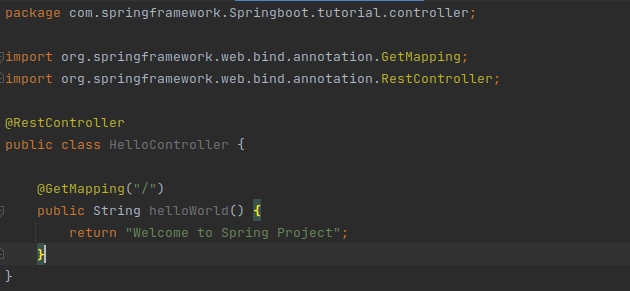 package com.springframework.Springboot.tutorial.controller;
import org.springframework.web.bind.annotation.GetMapping;
import org.springframework.web.bind.annotation.RestController;
@RestController
public class HelloController {
@GetMapping("/")
public String helloWorld() {
return "Welcome to Spring Project";
}
}